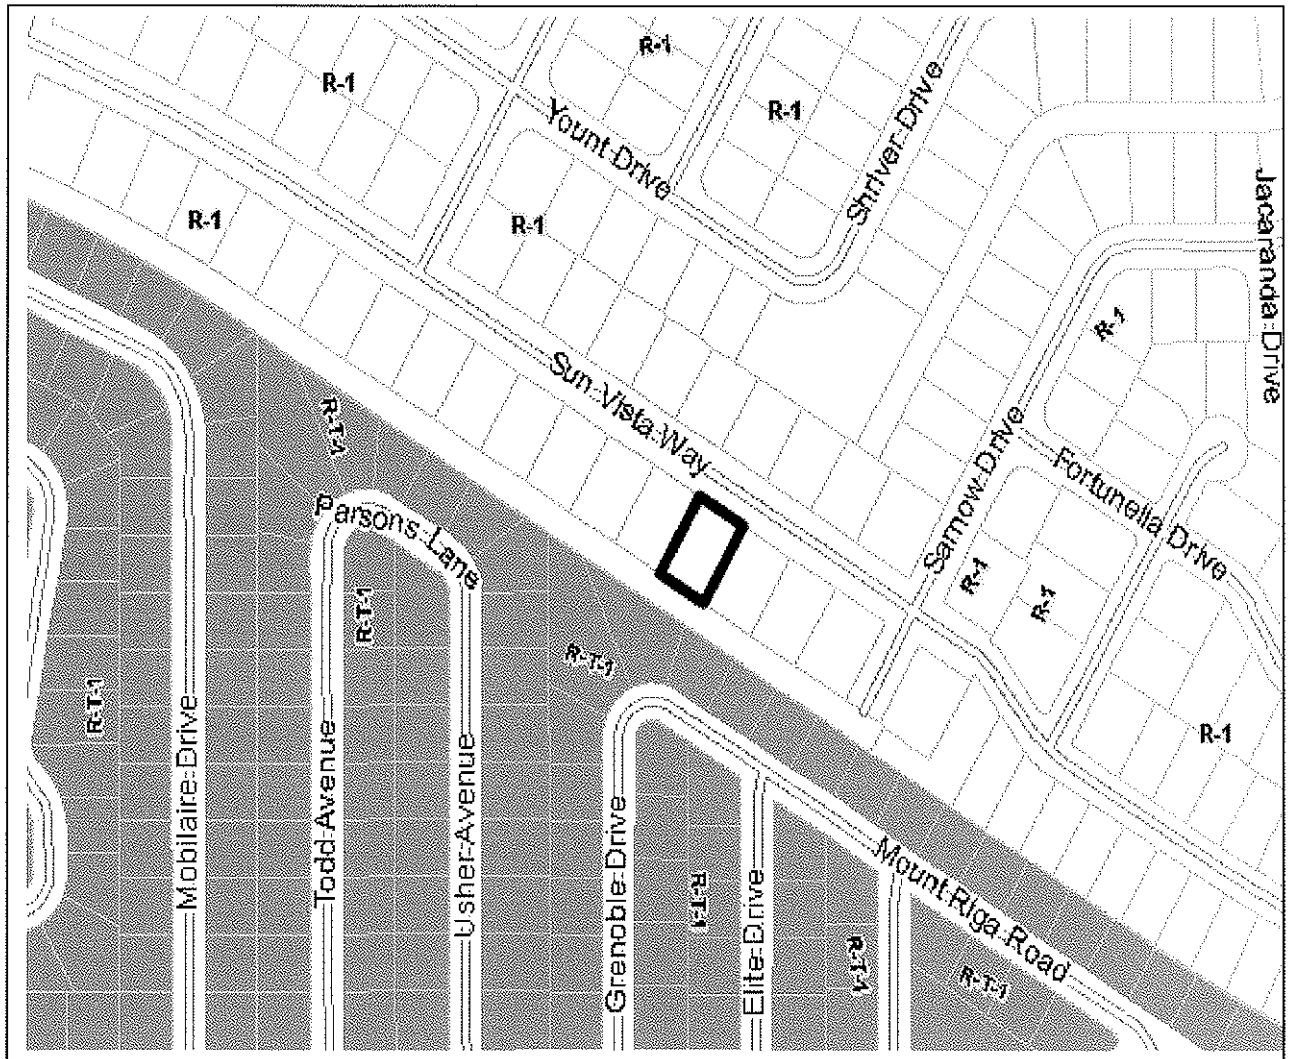 R-1
R-1
R-1
Yount Drive
Shriver Drive
Jacaranda Drive
R-1
R-1
R-1
Sun Vista Way
R-T-1
Parsons Lane
Samow Drive
Fortunella Drive
R-1
R-1
R-T-1
R-T-1
R-T-1
R-1
Mobilaire Drive
Todd Avenue
Usher Avenue
Grenoble Drive
Elite Drive
Mount Riga Road
R-T-1
R-T-1
R-T-1